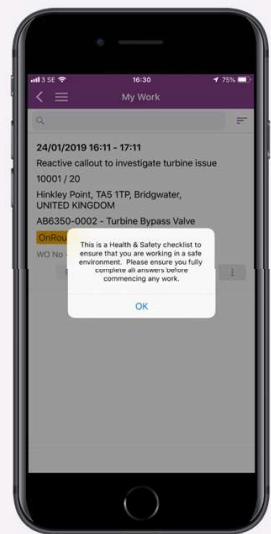 3 SE
16:30
75%
My Work
24/01/2019 16:11 - 17:11
Reactive callout to investigate turbine issue
10001 / 20
Hinkley Point, TA5 1TP, Bridgwater,
UNITED KINGDOM
AB6350-0002 - Turbine Bypass Valve
OnRou
WO No
This is a Health & Safety checklist to
ensure that you are working in a safe
environment. Please ensure you fully
complete all answers before
commencing any work.
OK